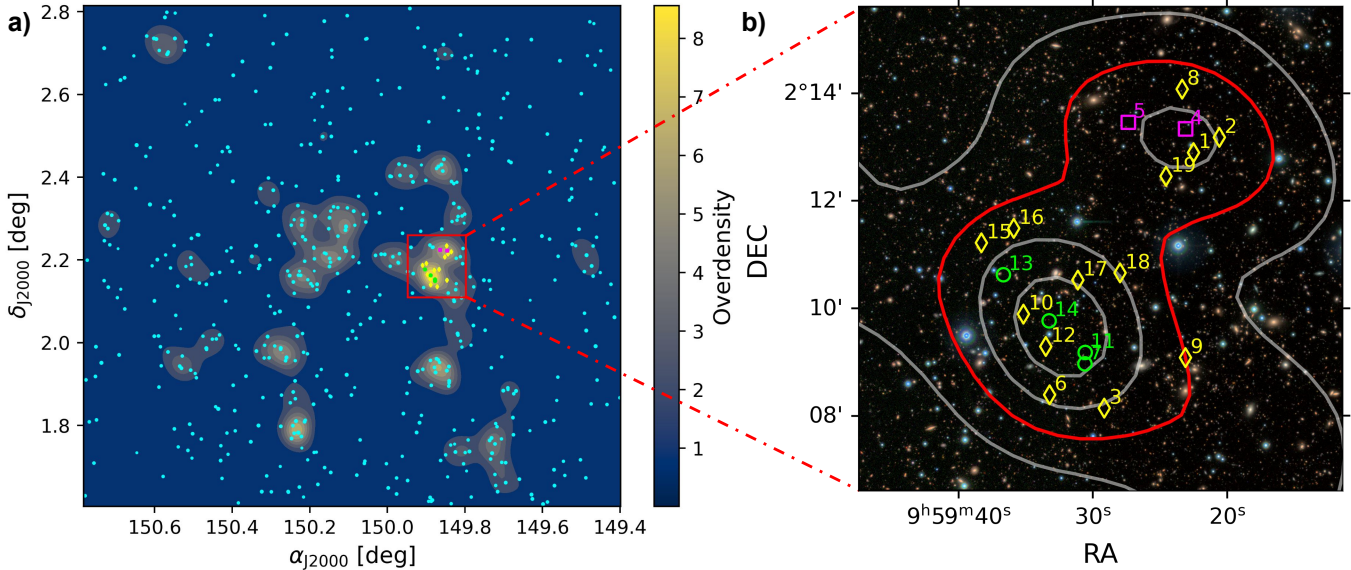 a)
2.8
2.6
2.4
2.2
2.0
1.8
δJ2000 [deg]
150.6 150.4 150.2 150.0 149.8 149.6 149.4
αJ2000 [deg]
8
7
6
5
4
3
2
1
Overdensity
b)
DEC
2°14'
12'
10'
08'
8
5 4 2
1
19
16
15
13 17 18
10 14
12 11
7 9
6 3
9ʰ59ᵐ40ˢ 30ˢ 20ˢ
RA